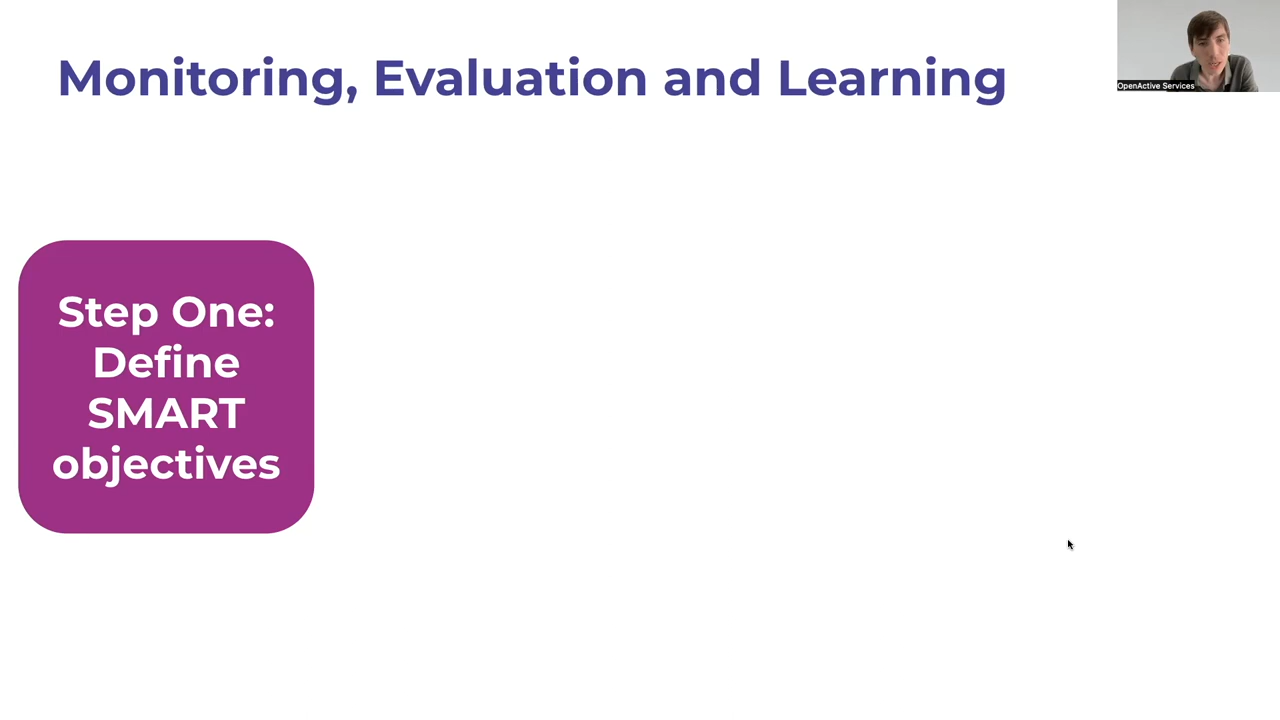 Monitoring, Evaluation and Learning
OpenActive Services
Step One:
Define
SMART
objectives